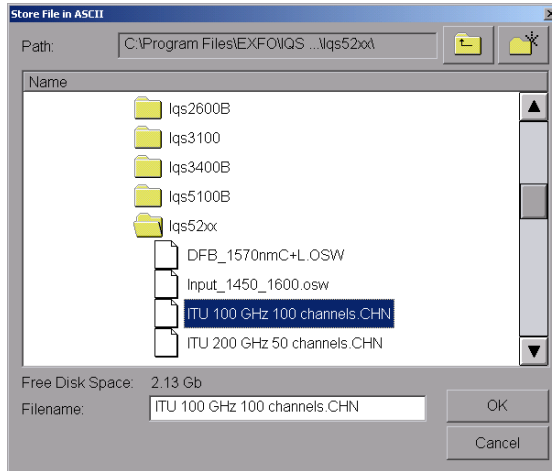 Store File in ASCII
Path: C:\Program Files\EXFO\IQS ...\Iqs52xx\
Name
Iqs2600B
Iqs3100
Iqs3400B
Iqs5100B
Iqs52xx
DFB_1570nmC+L.OSW
Input_1450_1600.osw
ITU 100 GHz 100 channels.CHN
ITU 200 GHz 50 channels.CHN
Free Disk Space: 2.13 Gb
Filename: ITU 100 GHz 100 channels.CHN
OK
Cancel